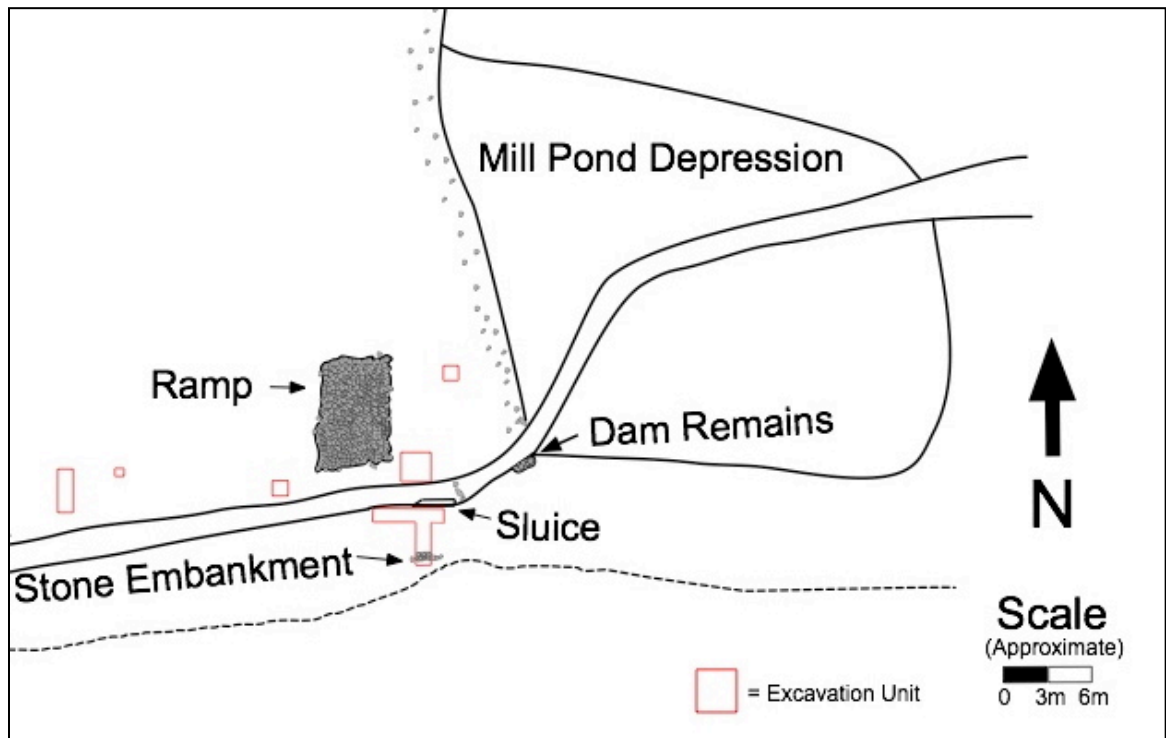 Mill Pond Depression
Ramp
Dam Remains
Sluice
Stone Embankment
N
Scale
(Approximate)
0 3m 6m
= Excavation Unit